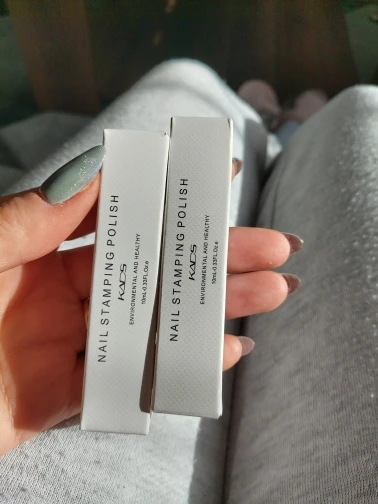 NAIL STAMPING POLISH
KADS
ENVIRONMENTAL AND HEALTHY
10mL-0.33FL.Oz.e
NAIL STAMPING POLISH
KADS
ENVIRONMENTAL AND HEALTHY
10mL-0.33FL.Oz.e